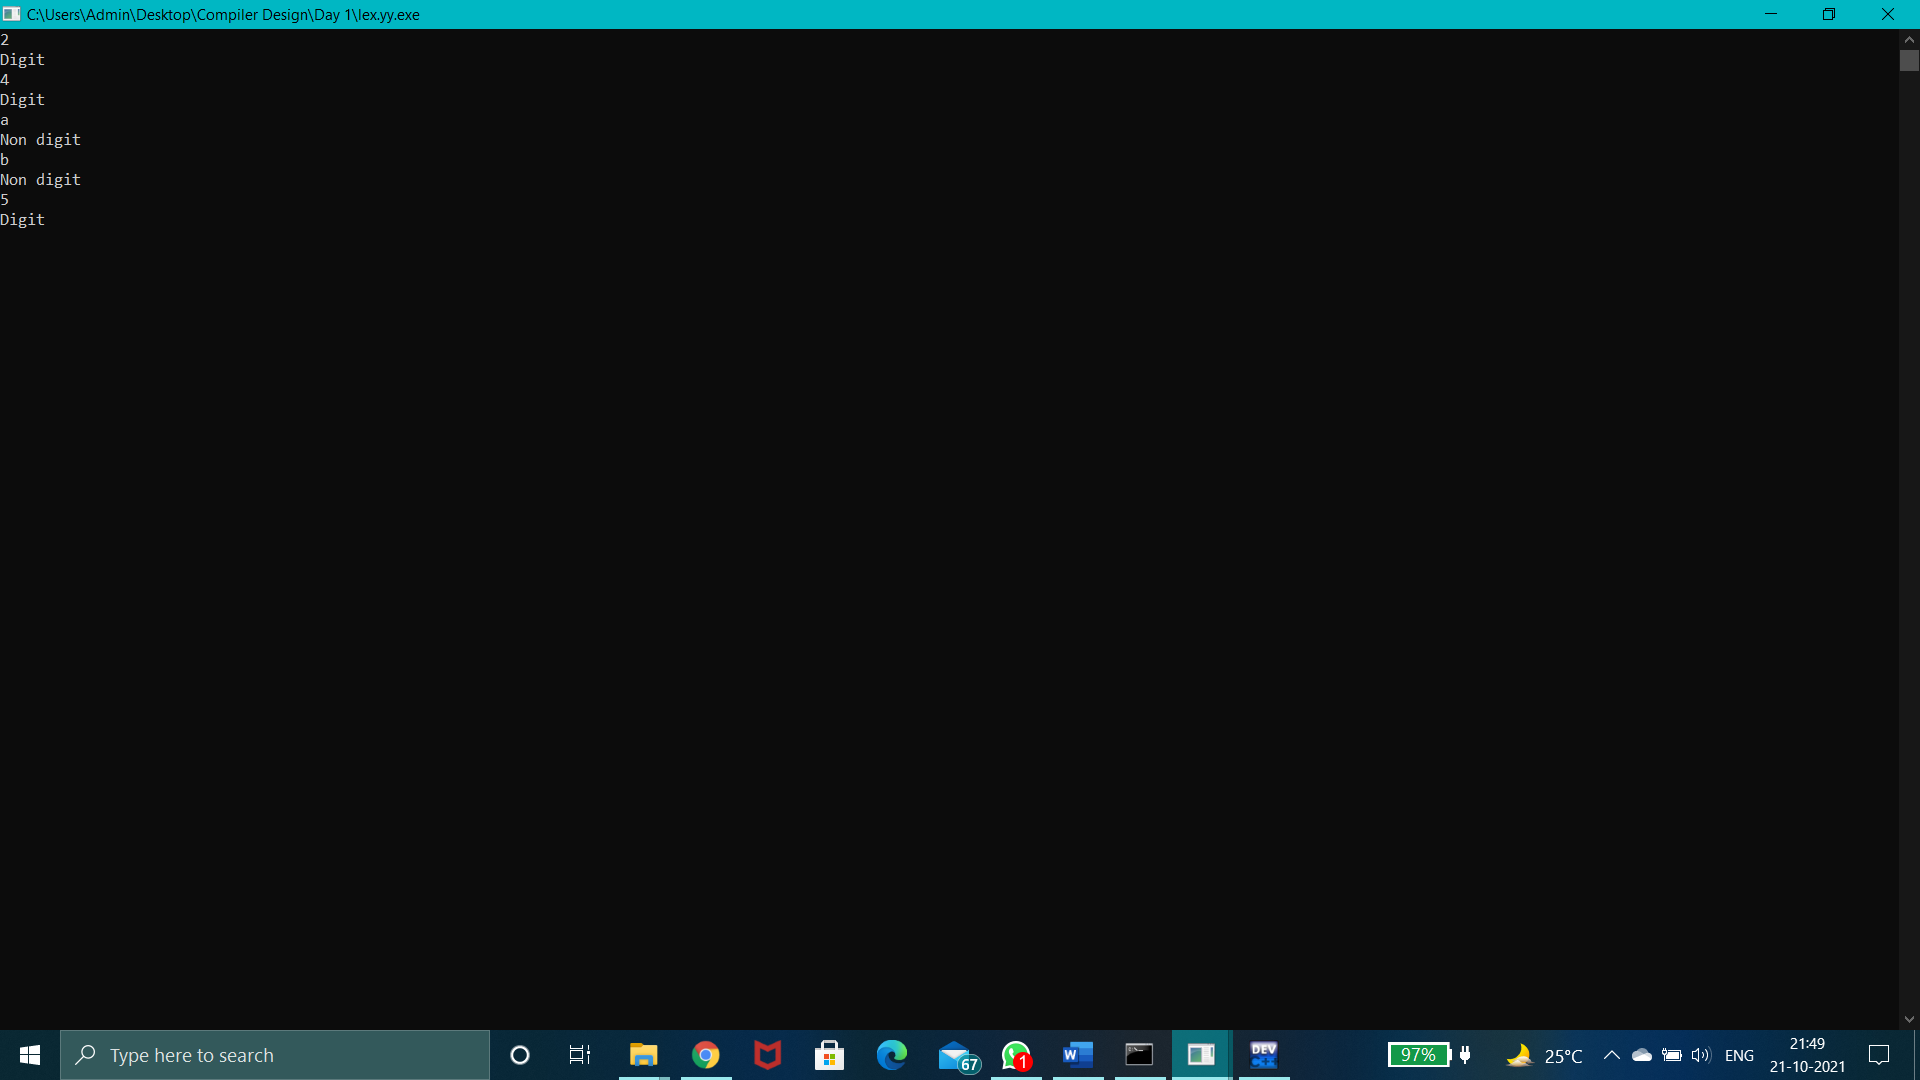 C:\Users\Admin\Desktop\Compiler Design\Day 1\lex.yy.exe
2
Digit
4
Digit
a
Non digit
b
Non digit
5
Digit
Type here to search
67
1
W
DEV
C++
97%
25°C
ENG
21:49
21-10-2021